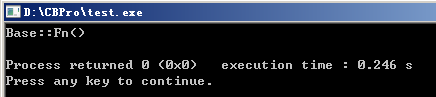 D:\CBPro\test.exe
Base::Fn()
Process returned 0 (0x0)   execution time : 0.246 s
Press any key to continue.